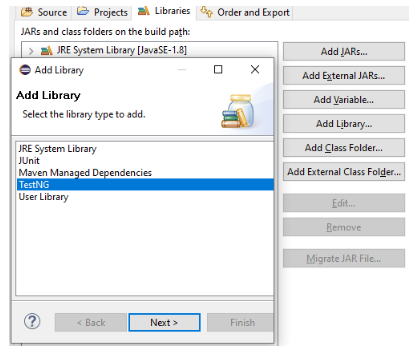 Source Projects Libraries Order and Export
JARs and class folders on the build path:
JRE System Library [JavaSE-1.8]
Add Library
Add Library
Select the library type to add.
JRE System Library
JUnit
Maven Managed Dependencies
TestNG
User Library
? < Back Next > Finish
Add JARs...
Add External JARs...
Add Variable...
Add Library...
Add Class Folder...
Add External Class Folder...
Edit...
Remove
Migrate JAR File...